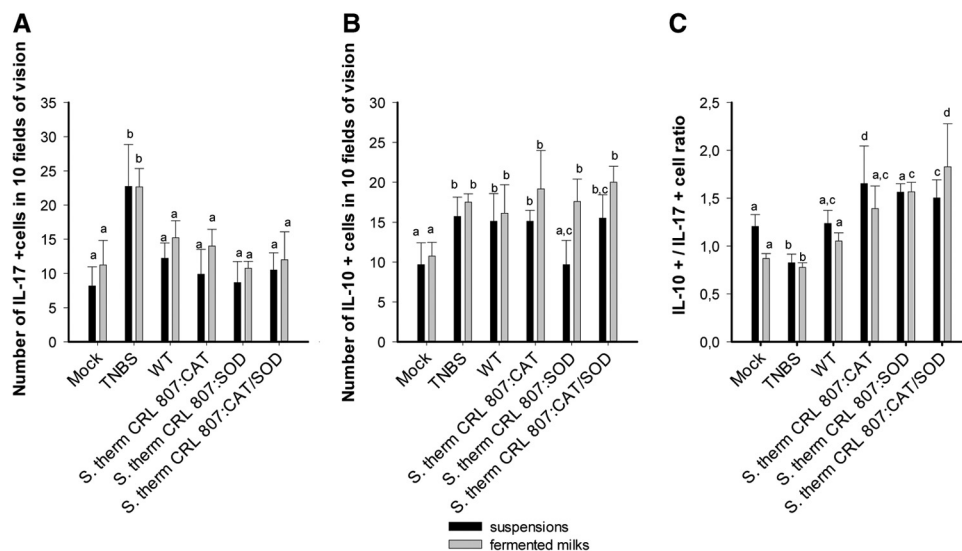 A
B
C
Number of IL-17 +cells in 10 fields of vision
35
30
25
20
15
10
5
0
a a b b a a a a a a a a
Mock
TNBS
WT
S. therm CRL 807:CAT
S. therm CRL 807:SOD
S. therm CRL 807:CAT/SOD
Number of IL-10 + cells in 10 fields of vision
30
25
20
15
10
5
0
a a b b b b b b a,c b b,c b
Mock
TNBS
WT
S. therm CRL 807:CAT
S. therm CRL 807:SOD
S. therm CRL 807:CAT/SOD
IL-10 + / IL-17 + cell ratio
2,5
2,0
1,5
1,0
0,5
0,0
a a b b a,c a d a,c a c c d
Mock
TNBS
WT
S. therm CRL 807:CAT
S. therm CRL 807:SOD
S. therm CRL 807:CAT/SOD
suspensions
fermented milks